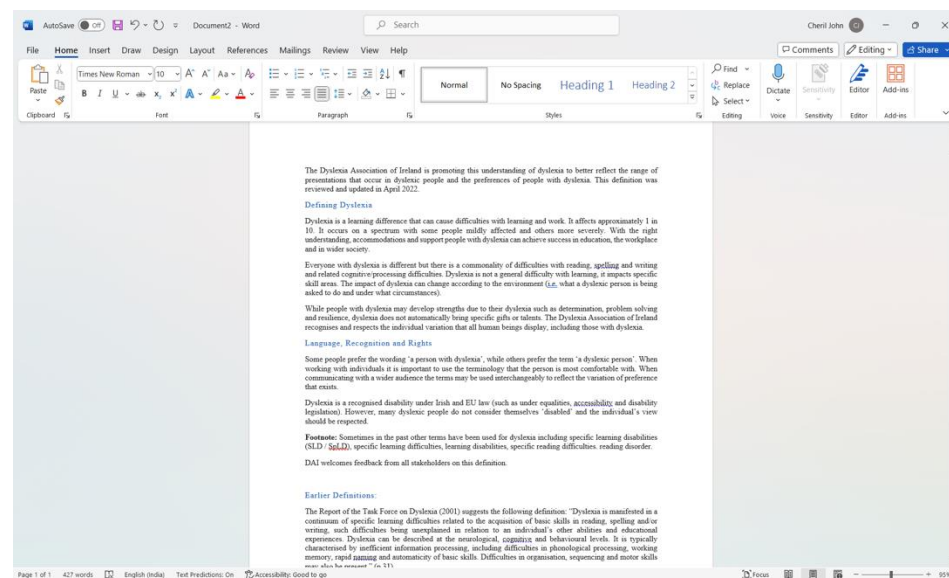 AutoSave Off Document2 - Word Search Cheril John CJ
File Home Insert Draw Design Layout References Mailings Review View Help Comments Editing Share
Paste Times New Roman 10 A A Aa A Normal No Spacing Heading 1 Heading 2 Find Replace Select Dictate Sensitivity Editor Add-ins
B I U ab x₂ x² A A
Clipboard Font Paragraph Styles Editing Voice Sensitivity Editor Add-ins
The Dyslexia Association of Ireland is promoting this understanding of dyslexia to better reflect the range of
presentations that occur in dyslexic people and the preferences of people with dyslexia. This definition was
reviewed and updated in April 2022.
Defining Dyslexia
Dyslexia is a learning difference that can cause difficulties with learning and work. It affects approximately 1 in
10. It occurs on a spectrum with some people mildly affected and others more severely. With the right
understanding, accommodations and support people with dyslexia can achieve success in education, the workplace
and in wider society.
Everyone with dyslexia is different but there is a commonality of difficulties with reading, spelling and writing
and related cognitive/processing difficulties. Dyslexia is not a general difficulty with learning, it impacts specific
skill areas. The impact of dyslexia can change according to the environment (i.e. what a dyslexic person is being
asked to do and under what circumstances).
While people with dyslexia may develop strengths due to their dyslexia such as determination, problem solving
and resilience, dyslexia does not automatically bring specific gifts or talents. The Dyslexia Association of Ireland
recognises and respects the individual variation that all human beings display, including those with dyslexia.
Language, Recognition and Rights
Some people prefer the wording ‘a person with dyslexia’, while others prefer the term ‘a dyslexic person’. When
working with individuals it is important to use the terminology that the person is most comfortable with. When
communicating with a wider audience the terms may be used interchangeably to reflect the variation of preference
that exists.
Dyslexia is a recognised disability under Irish and EU law (such as under equalities, accessibility and disability
legislation). However, many dyslexic people do not consider themselves ‘disabled’ and the individual’s view
should be respected.
Footnote: Sometimes in the past other terms have been used for dyslexia including specific learning disabilities
(SLD / SpLD), specific learning difficulties, learning disabilities, specific reading difficulties. reading disorder.
DAI welcomes feedback from all stakeholders on this definition.
Earlier Definitions:
The Report of the Task Force on Dyslexia (2001) suggests the following definition: “Dyslexia is manifested in a
continuum of specific learning difficulties related to the acquisition of basic skills in reading, spelling and/or
writing, such difficulties being unexplained in relation to an individual’s other abilities and educational
experiences. Dyslexia can be described at the neurological, cognitive and behavioural levels. It is typically
characterised by inefficient information processing, including difficulties in phonological processing, working
memory, rapid naming and automaticity of basic skills. Difficulties in organisation, sequencing and motor skills
may also be present.” (p.31)
Page 1 of 1 427 words English (India) Text Predictions: On Accessibility: Good to go Focus 95%